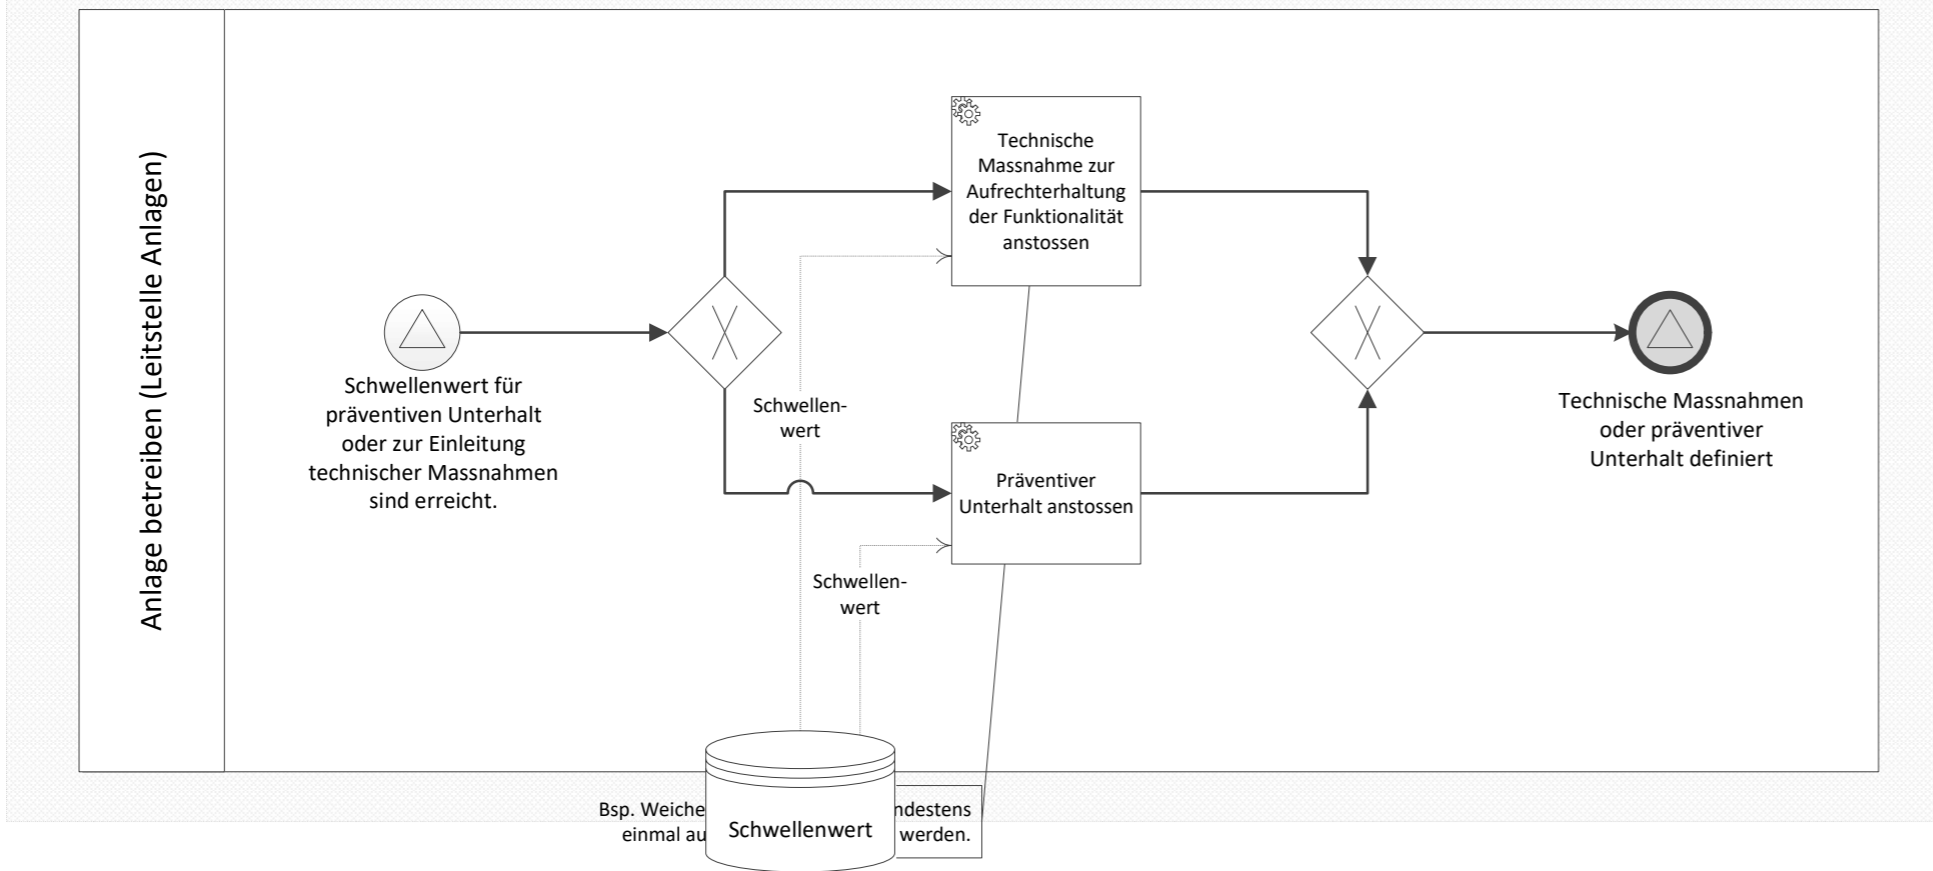 Anlage betreiben (Leitstelle Anlagen)
Technische
Massnahme zur
Aufrechterhaltung
der Funktionalität
anstossen
Schwellenwert für
präventiven Unterhalt
oder zur Einleitung
technischer Massnahmen
sind erreicht.
Schwellen-
wert
Technische Massnahmen
oder präventiver
Unterhalt definiert
Präventiver
Unterhalt anstossen
Schwellen-
wert
Bsp. Weiche
einmal au
werden.
Schwellenwert